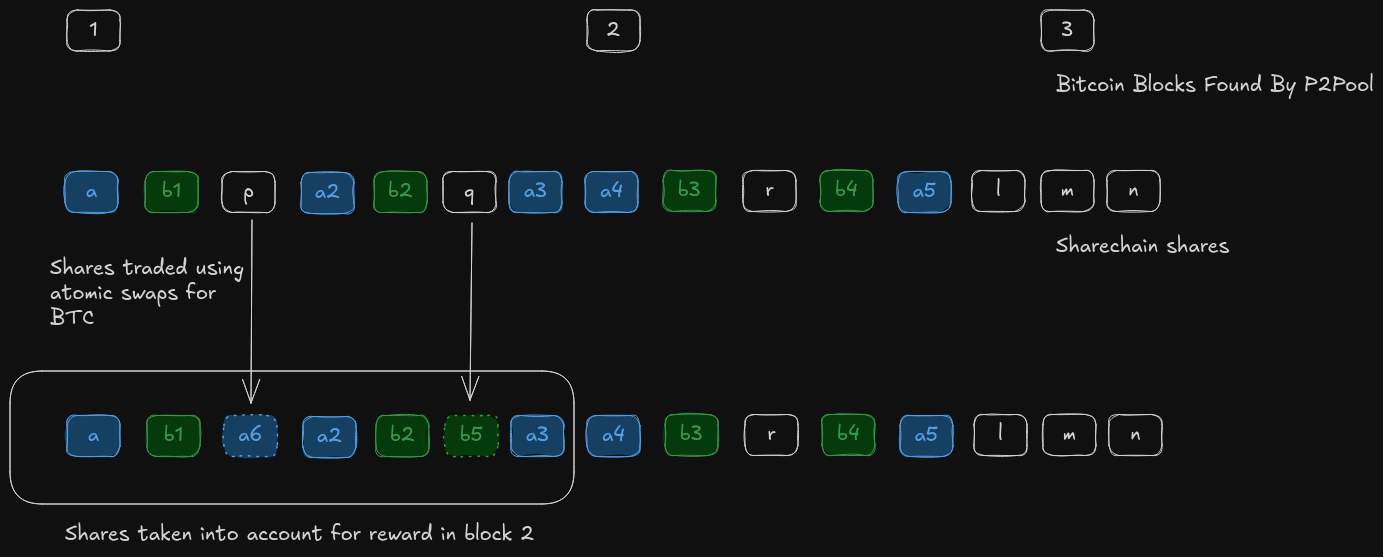 1 2 3
Bitcoin Blocks Found By P2Pool
a b1 p a2 b2 q a3 a4 b3 r b4 a5 l m n
Sharechain shares
Shares traded using
atomic swaps for
BTC
a b1 a6 a2 b2 b5 a3 a4 b3 r b4 a5 l m n
Shares taken into account for reward in block 2